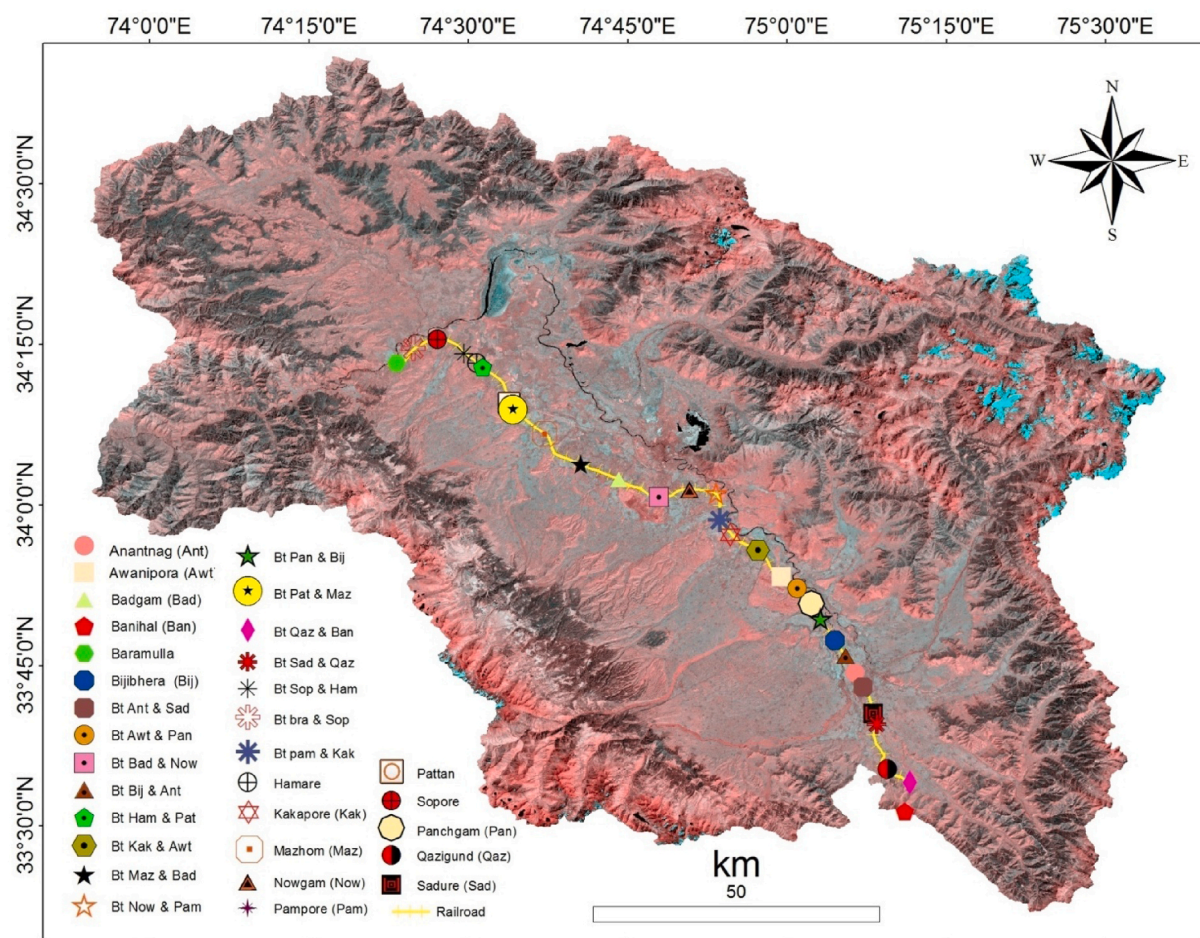 74°0'0"E 74°15'0"E 74°30'0"E 74°45'0"E 75°0'0"E 75°15'0"E 75°30'0"E
N
W E
S
34°30'0"N
34°15'0"N
34°0'0"N
33°45'0"N
33°30'0"N
Anantnag (Ant)
Awanipora (Awt
Badgam (Bad)
Banihal (Ban)
Baramulla
Bijibhera (Bij)
Bt Ant & Sad
Bt Awt & Pan
Bt Bad & Now
Bt Bij & Ant
Bt Ham & Pat
Bt Kak & Awt
Bt Maz & Bad
Bt Now & Pam
Bt Pan & Bij
Bt Pat & Maz
Bt Qaz & Ban
Bt Sad & Qaz
Bt Sop & Ham
Bt bra & Sop
Bt pam & Kak
Hamare
Kakapore (Kak)
Mazhom (Maz)
Nowgam (Now)
Pampore (Pam)
Pattan
Sopore
Panchgam (Pan)
Qazigund (Qaz)
Sadure (Sad)
Railroad
km
50